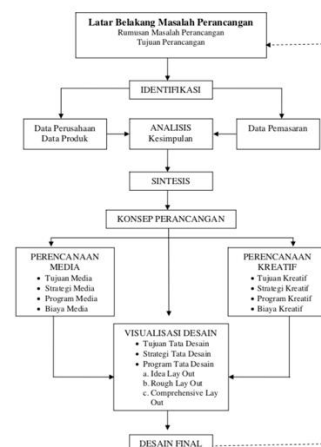 Latar Belakang Masalah Perancangan
Rumusan Masalah Perancangan
Tujuan Perancangan
IDENTIFIKASI
Data Perusahaan
Data Produk
ANALISIS
Kesimpulan
Data Pemasaran
SINTESIS
KONSEP PERANCANGAN
PERENCANAAN
MEDIA
• Tujuan Media
• Strategi Media
• Program Media
• Biaya Media
PERENCANAAN
KREATIF
• Tujuan Kreatif
• Strategi Kreatif
• Program Kreatif
• Biaya Kreatif
VISUALISASI DESAIN
• Tujuan Tata Desain
• Strategi Tata Desain
• Program Tata Desain
a. Idea Lay Out
b. Rough Lay Out
c. Comprehensive Lay
Out
DESAIN FINAL